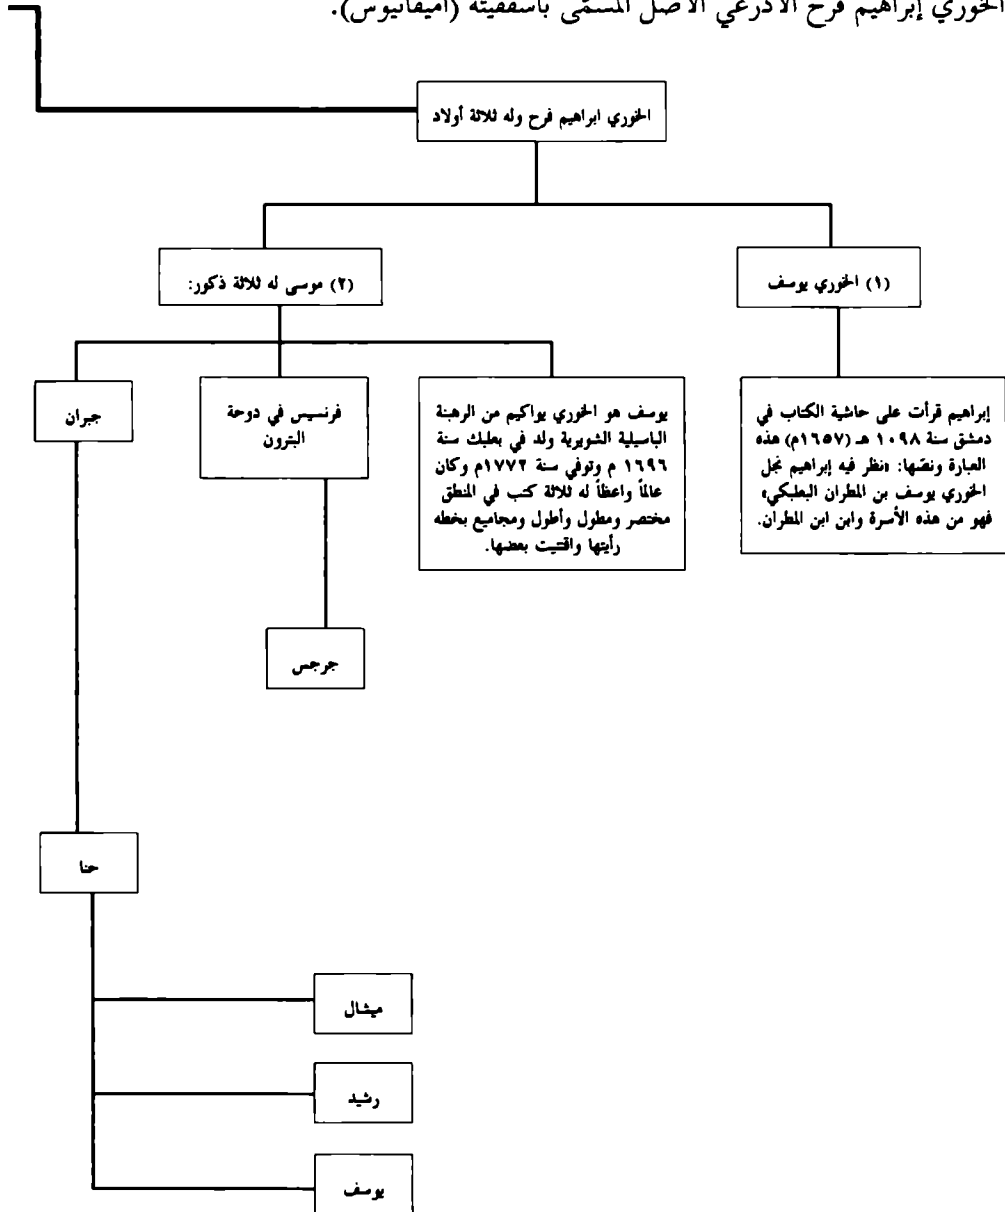 الخوري إبراهيم فرح الأذرعي الأصل المسمّى بأسقفيته (أميفانيوس).
الخوري ابراهيم فرح وله ثلاثة أولاد
(١) الخوري يوسف
(٢) موسى له ثلاثة ذكور:
إبراهيم قرأت على حاشية الكتاب في
دمشق سنة ١٠٩٨ هـ (١٦٥٧م) هذه
العبارة ونصّها: «نظر فيه إبراهيم نجل
الخوري يوسف بن المطران البعلبكي»
فهو من هذه الأسرة وابن ابن المطران.
يوسف هو الخوري يواكيم من الرهبنة
الباسيلية الشويرية ولد في بعلبك سنة
١٦٩٦ م وتوفي سنة ١٧٧٢م وكان
عالماً واعظاً له ثلاثة كتب في المنطق
مختصر ومطول وأطول ومجاميع بخطه
رأيتها واقتنيت بعضها.
فرنسيس في دوحة
البترون
جبران
جرجس
حنا
ميشال
رشيد
يوسف